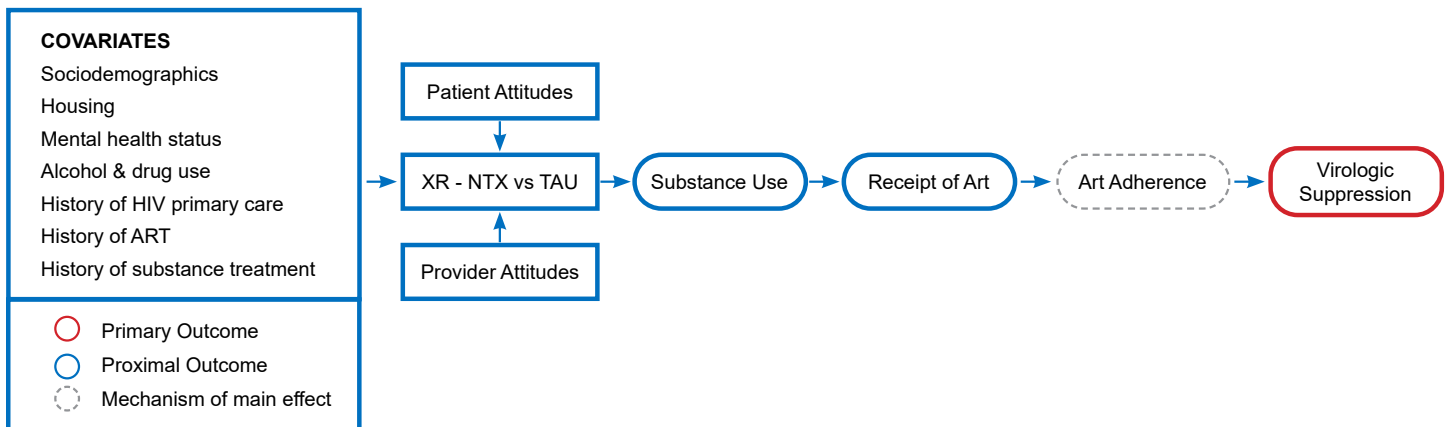 COVARIATES
Sociodemographics
Housing
Mental health status
Alcohol & drug use
History of HIV primary care
History of ART
History of substance treatment
Primary Outcome
Proximal Outcome
Mechanism of main effect
Patient Attitudes
XR - NTX vs TAU
Provider Attitudes
Substance Use
Receipt of Art
Art Adherence
Virologic
Suppression